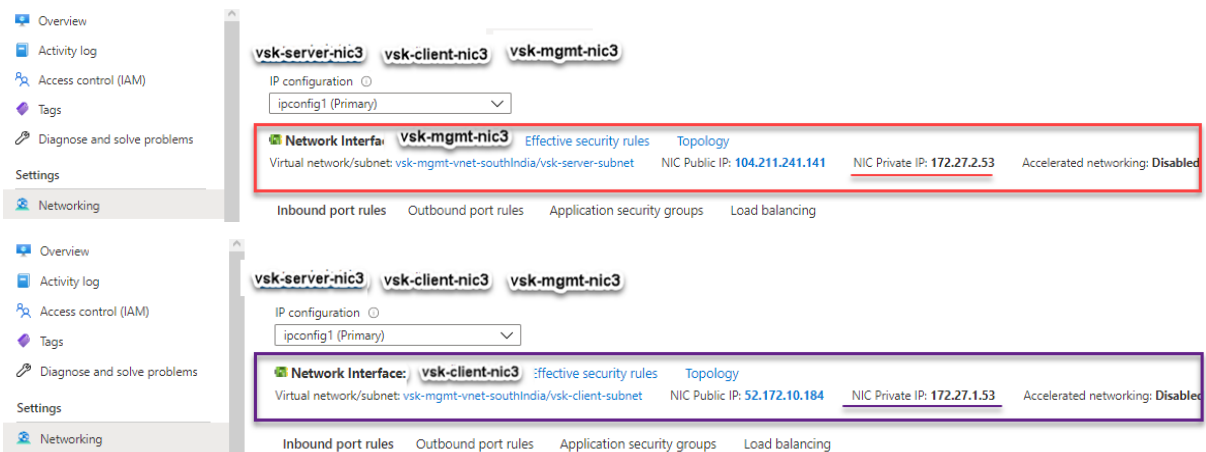 Overview
Activity log
Access control (IAM)
Tags
Diagnose and solve problems
Settings
Networking
vsk-server-nic3 vsk-client-nic3 vsk-mgmt-nic3
IP configuration
ipconfig1 (Primary)
Network Interfa vsk-mgmt-nic3 Effective security rules Topology
Virtual network/subnet: vsk-mgmt-vnet-southIndia/vsk-server-subnet NIC Public IP: 104.211.241.141 NIC Private IP: 172.27.2.53 Accelerated networking: Disabled
Inbound port rules Outbound port rules Application security groups Load balancing
Overview
Activity log
Access control (IAM)
Tags
Diagnose and solve problems
Settings
Networking
vsk-server-nic3 vsk-client-nic3 vsk-mgmt-nic3
IP configuration
ipconfig1 (Primary)
Network Interface: vsk-client-nic3 Effective security rules Topology
Virtual network/subnet: vsk-mgmt-vnet-southIndia/vsk-client-subnet NIC Public IP: 52.172.10.184 NIC Private IP: 172.27.1.53 Accelerated networking: Disabled
Inbound port rules Outbound port rules Application security groups Load balancing